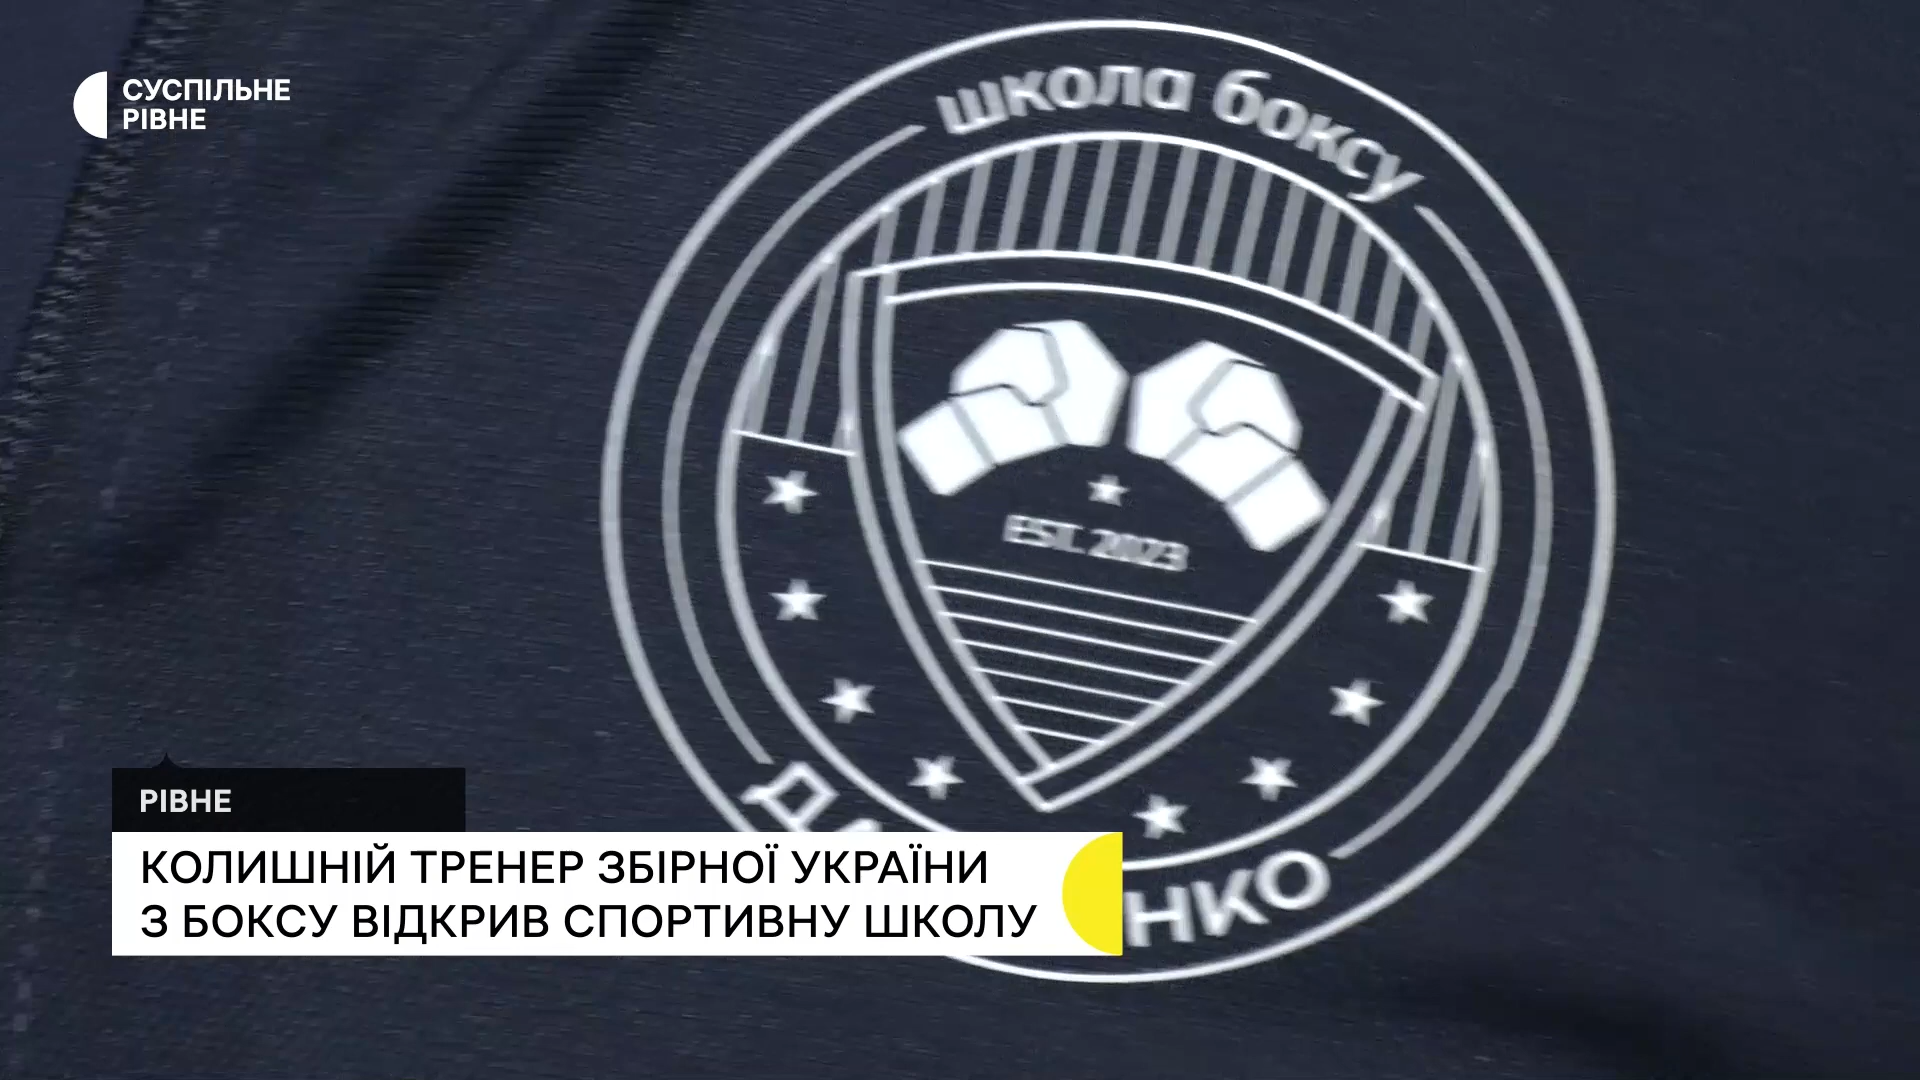 СУСПІЛЬНЕ
РІВНЕ
школа боксу
EST. 2023
РІВНЕ
КОЛИШНІЙ ТРЕНЕР ЗБІРНОЇ УКРАЇНИ
З БОКСУ ВІДКРИВ СПОРТИВНУ ШКОЛУ